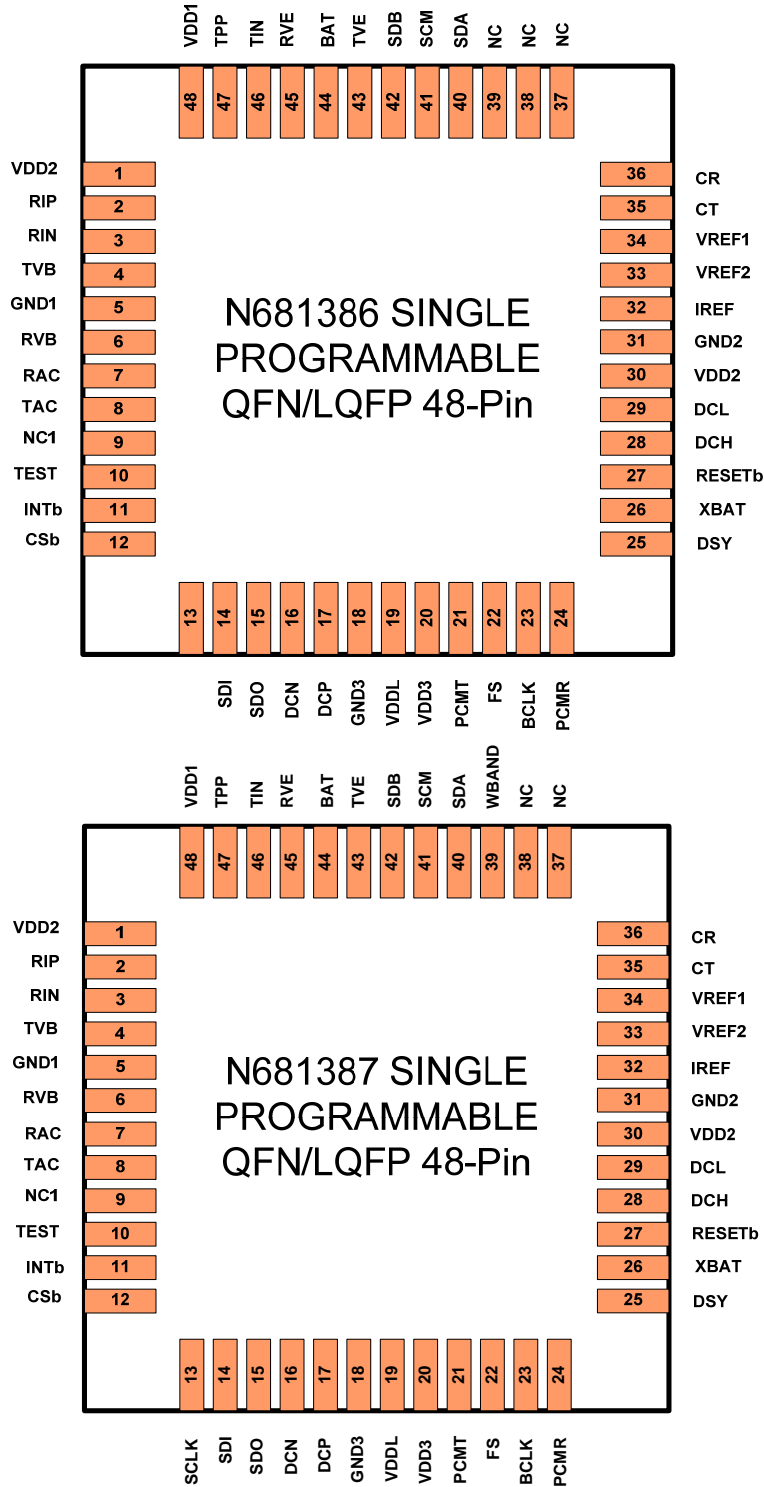 VDD1 TPP TIN RVE BAT TVE SDB SCM SDA NC NC NC
48 47 46 45 44 43 42 41 40 39 38 37
VDD2 1 36 CR
RIP 2 35 CT
RIN 3 34 VREF1
TVB 4 33 VREF2
GND1 5 32 IREF
RVB 6 31 GND2
RAC 7 30 VDD2
TAC 8 29 DCL
NC1 9 28 DCH
TEST 10 27 RESETb
INTb 11 26 XBAT
CSb 12 25 DSY
N681386 SINGLE
PROGRAMMABLE
QFN/LQFP 48-Pin
13 14 15 16 17 18 19 20 21 22 23 24
SDI SDO DCN DCP GND3 VDDL VDD3 PCMT FS BCLK PCMR
VDD1 TPP TIN RVE BAT TVE SDB SCM SDA WBAND NC NC
48 47 46 45 44 43 42 41 40 39 38 37
VDD2 1 36 CR
RIP 2 35 CT
RIN 3 34 VREF1
TVB 4 33 VREF2
GND1 5 32 IREF
RVB 6 31 GND2
RAC 7 30 VDD2
TAC 8 29 DCL
NC1 9 28 DCH
TEST 10 27 RESETb
INTb 11 26 XBAT
CSb 12 25 DSY
N681387 SINGLE
PROGRAMMABLE
QFN/LQFP 48-Pin
13 14 15 16 17 18 19 20 21 22 23 24
SCLK SDI SDO DCN DCP GND3 VDDL VDD3 PCMT FS BCLK PCMR